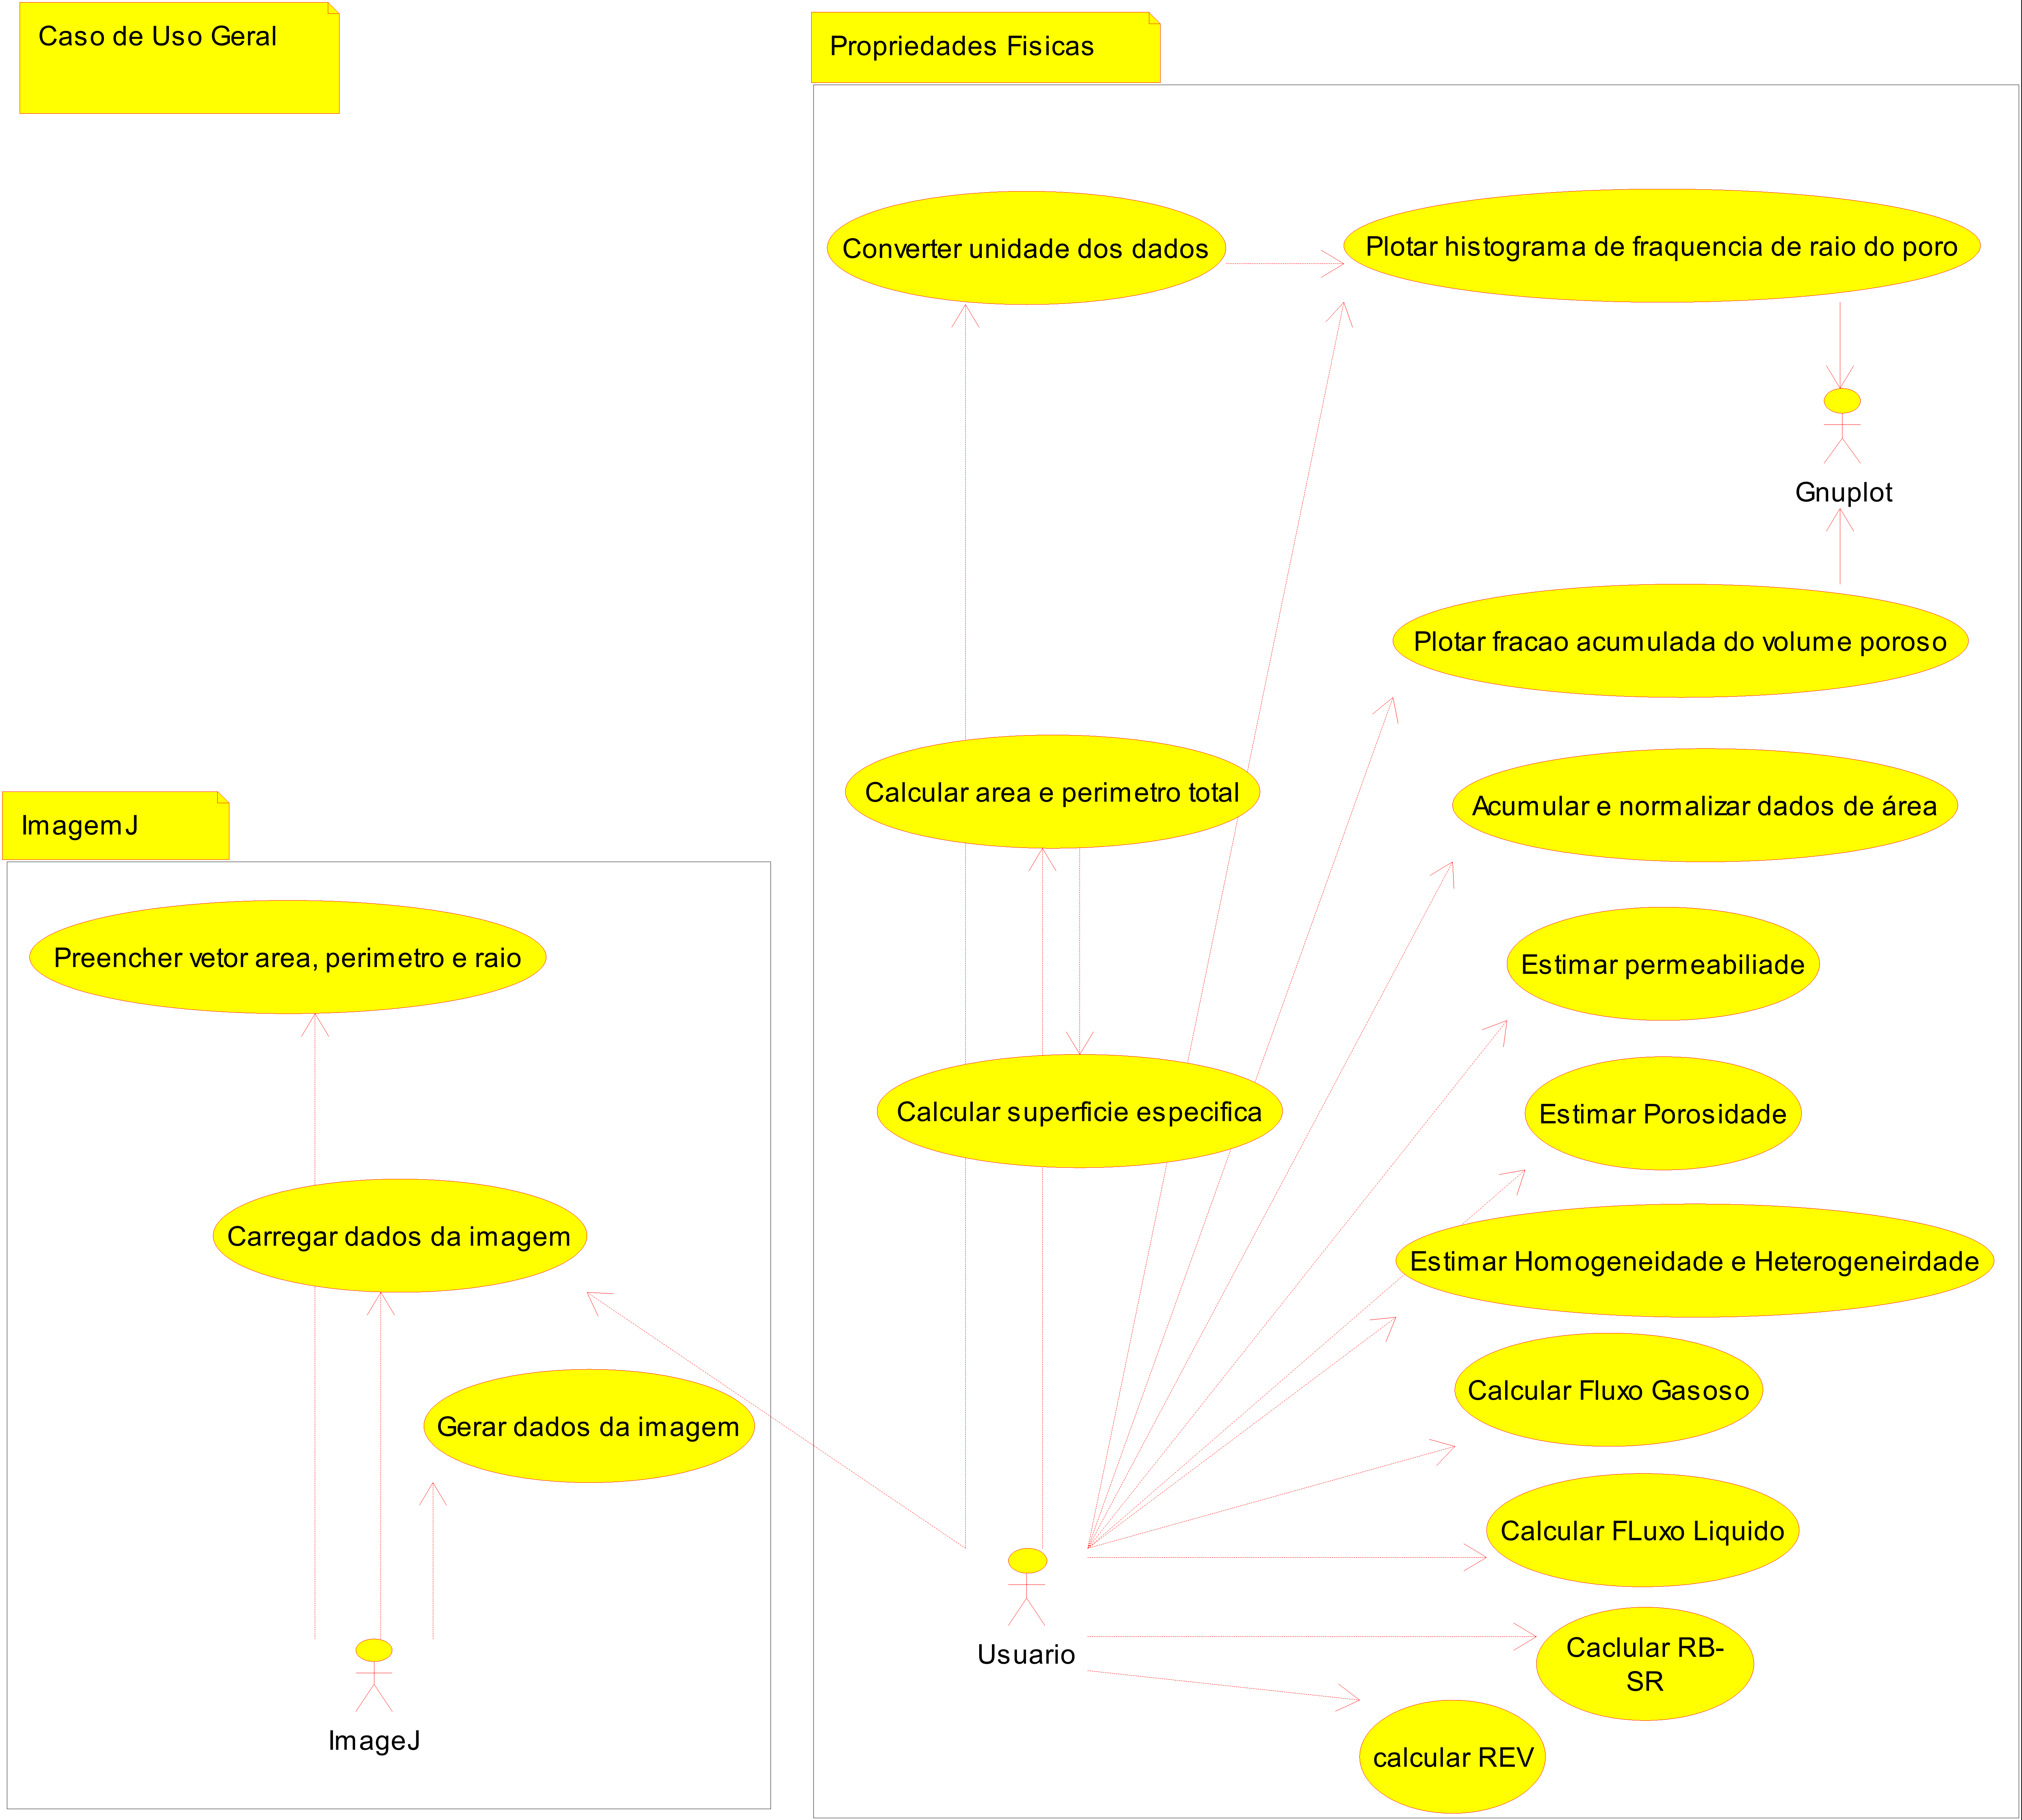 Caso de Uso Geral
Propriedades Fisicas
Converter unidade dos dados
Plotar histograma de fraquencia de raio do poro
Gnuplot
Plotar fracao acumulada do volume poroso
Calcular area e perimetro total
Acumular e normalizar dados de área
ImagemJ
Preencher vetor area, perimetro e raio
Estimar permeabiliade
Calcular superficie especifica
Estimar Porosidade
Carregar dados da imagem
Estimar Homogeneidade e Heterogeneirdade
Calcular Fluxo Gasoso
Gerar dados da imagem
Calcular FLuxo Liquido
Usuario
Caclular RB-
SR
ImageJ
calcular REV